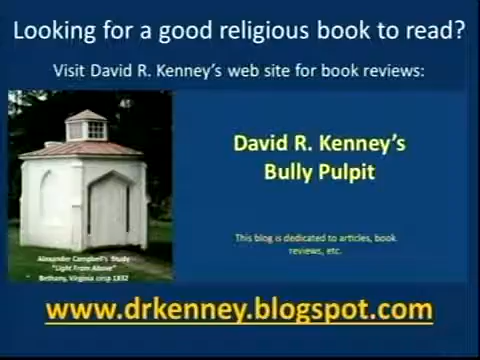 Looking for a good religious book to read?
Visit David R. Kenney's web site for book reviews:
David R. Kenney's
Bully Pulpit
This blog is dedicated to articles, book
reviews, etc.
Alexander Campbell's Study
"Light From Above"
Bethany, Virginia circa 1832
www.drkenney.blogspot.com